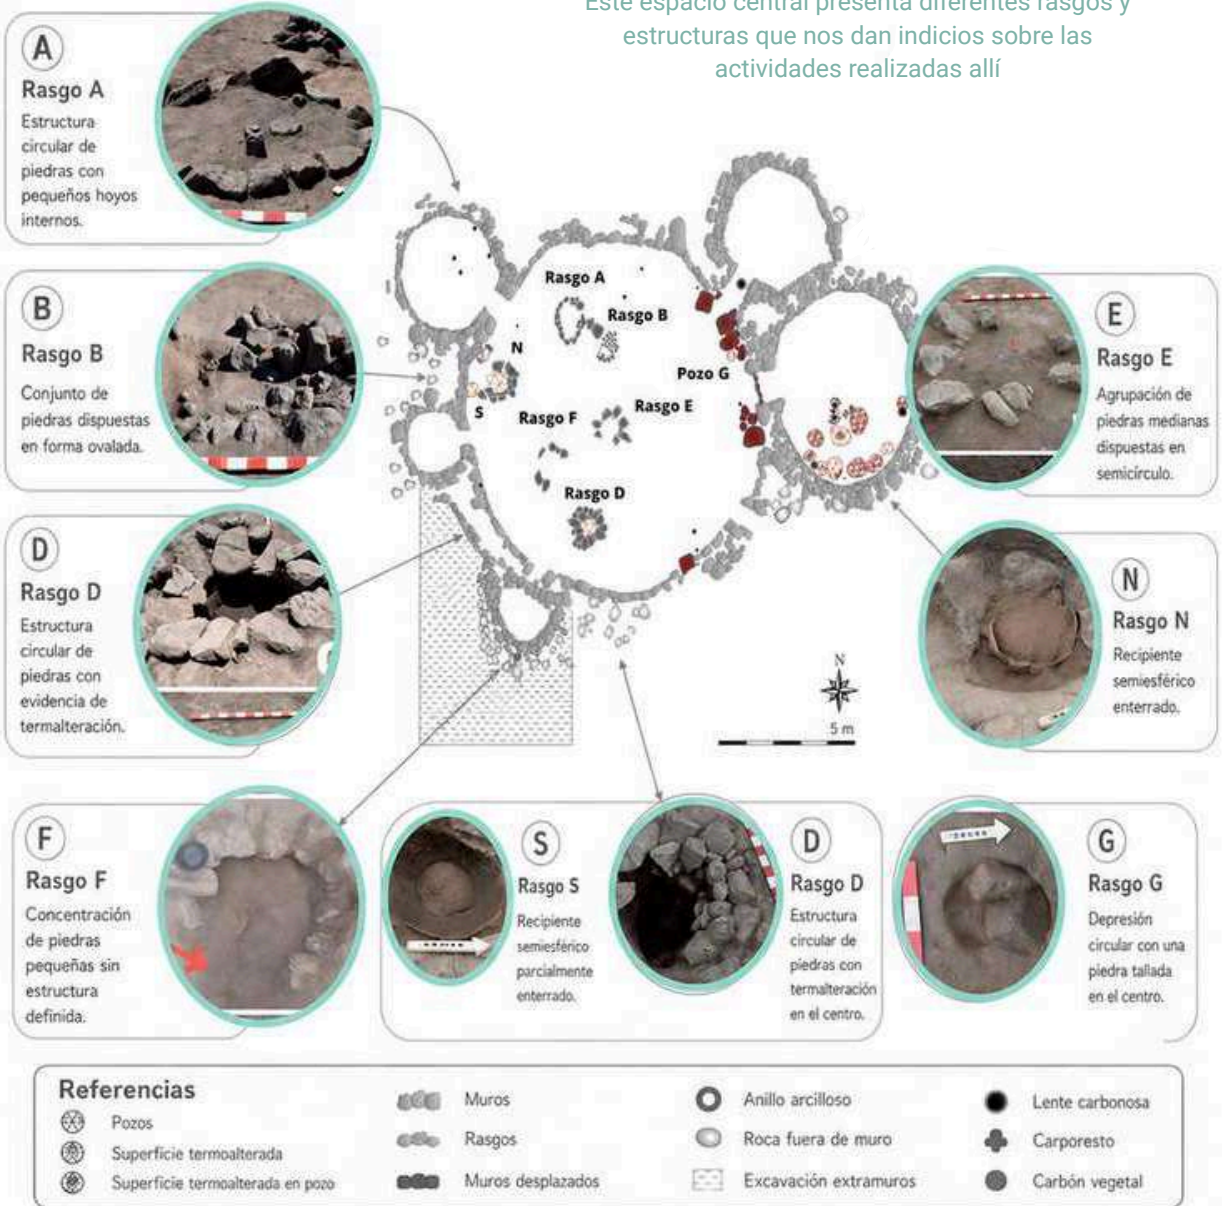 Este espacio central presenta diferentes rasgos y
estructuras que nos dan indicios sobre las
actividades realizadas allí
A
Rasgo A
Estructura
circular de
piedras con
pequeños hoyos
internos.
B
Rasgo B
Conjunto de
piedras dispuestas
en forma ovalada.
D
Rasgo D
Estructura
circular de
piedras con
evidencia de
termalteración.
Rasgo A
Rasgo B
N
Pozo G
S
Rasgo F
Rasgo E
Rasgo D
N
5 m
E
Rasgo E
Agrupación de
piedras medianas
dispuestas en
semicírculo.
N
Rasgo N
Recipiente
semiesférico
enterrado.
F
Rasgo F
Concentración
de piedras
pequeñas sin
estructura
definida.
S
Rasgo S
Recipiente
semiesférico
parcialmente
enterrado.
D
Rasgo D
Estructura
circular de
piedras con
termalteración
en el centro.
G
Rasgo G
Depresión
circular con una
piedra tallada
en el centro.
Referencias
Pozos
Superficie termoalterada
Superficie termoalterada en pozo
Muros
Rasgos
Muros desplazados
Anillo arcilloso
Roca fuera de muro
Excavación extramuros
Lente carbonosa
Carporesto
Carbón vegetal